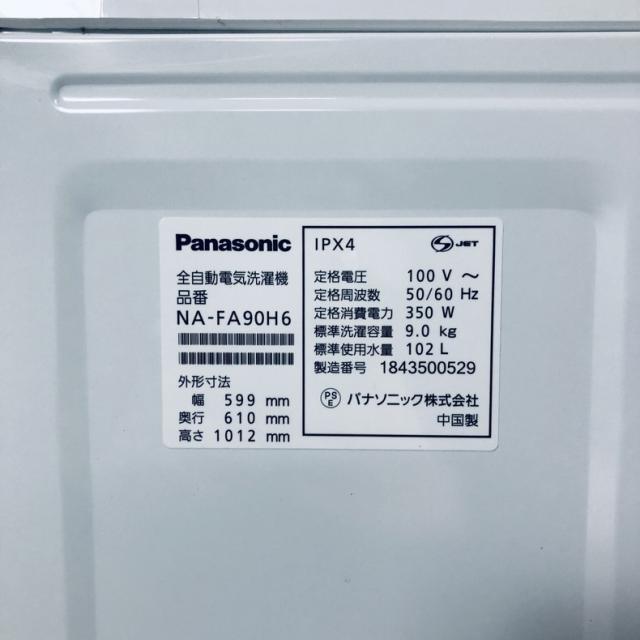 Panasonic
全自動電気洗濯機
品番
NA-FA90H6
外形寸法
幅 599 mm
奥行 610 mm
高さ 1012 mm
IPX4
S JET
定格電圧 100 V ～
定格周波数 50/60 Hz
定格消費電力 350 W
標準洗濯容量 9.0 kg
標準使用水量 102 L
製造番号 1843500529
PSE パナソニック株式会社
中国製